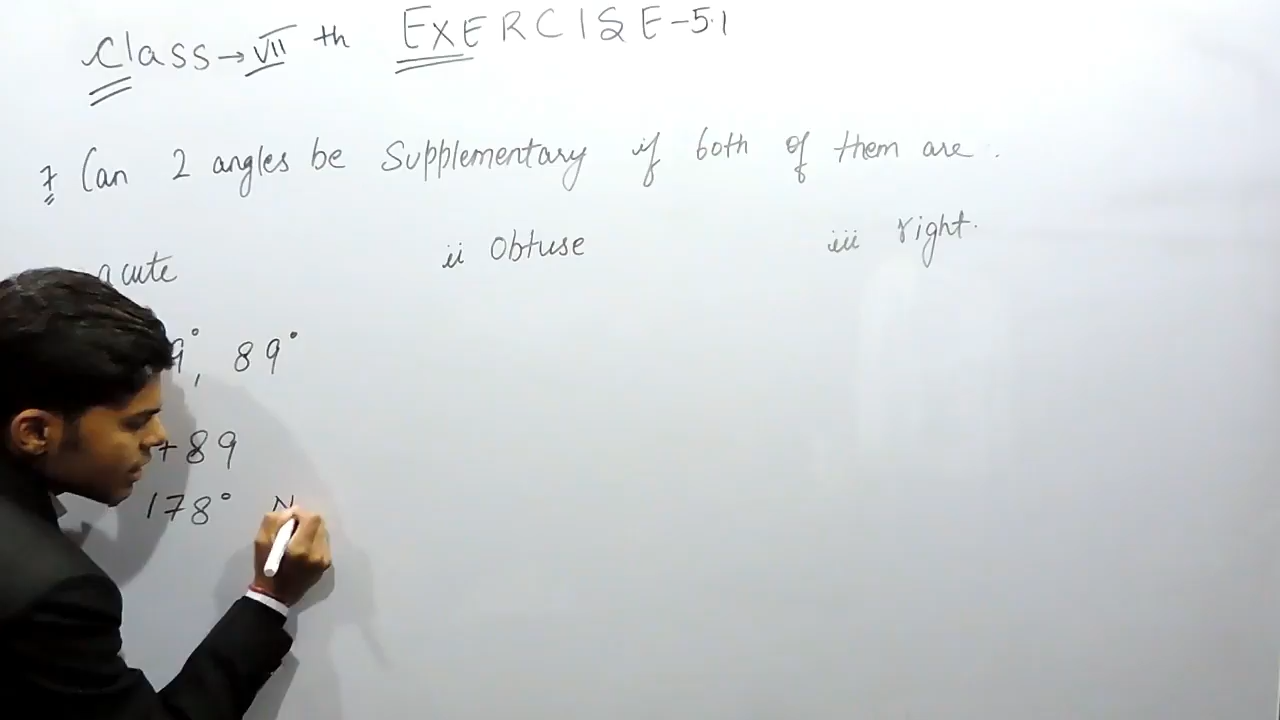 Class → VII th EXERCISE-5.1
7 Can 2 angles be Supplementary if both of them are.
acute ii Obtuse iii right.
9°, 89°
+ 89
178° N